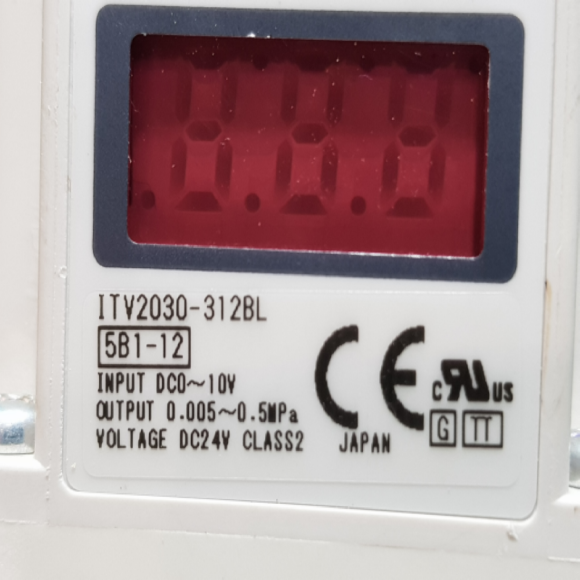 ITV2030-312BL
5B1-12
INPUT DC0~10V
OUTPUT 0.005~0.5MPa
VOLTAGE DC24V CLASS2
CE
c RU US
G TT
JAPAN